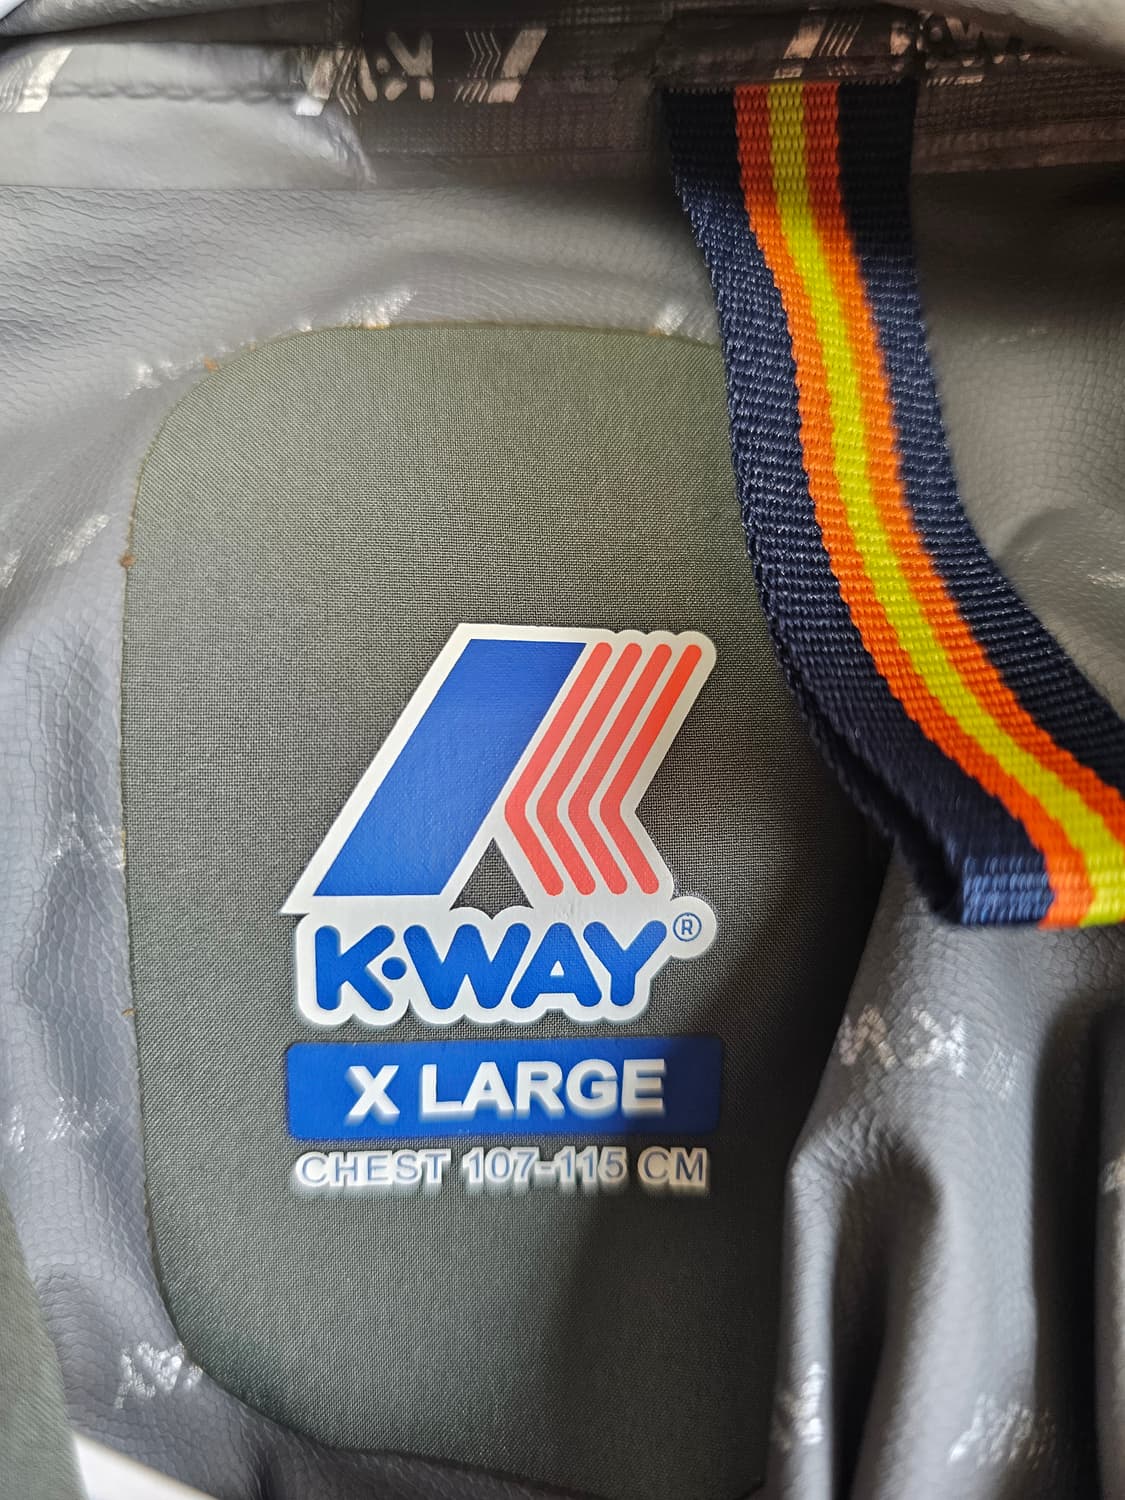 K·WAY®
X LARGE
CHEST 107-115 CM